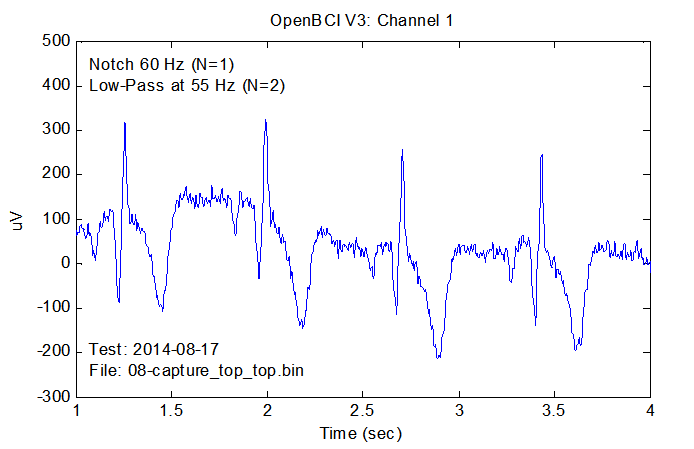 OpenBCI V3: Channel 1
500
400
300
200
100
0
-100
-200
-300
uV
Notch 60 Hz (N=1)
Low-Pass at 55 Hz (N=2)
Test: 2014-08-17
File: 08-capture_top_top.bin
1 1.5 2 2.5 3 3.5 4
Time (sec)